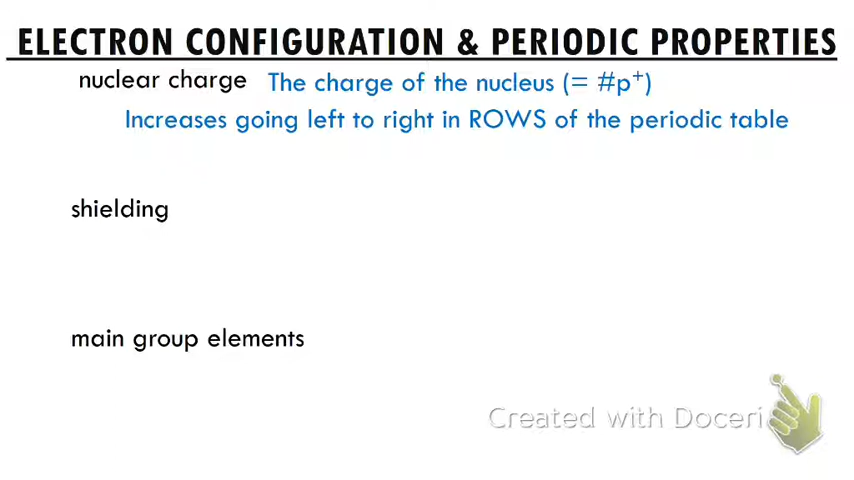 ELECTRON CONFIGURATION & PERIODIC PROPERTIES
nuclear charge The charge of the nucleus (= #p⁺)
Increases going left to right in ROWS of the periodic table
shielding
main group elements
Created with Doceri